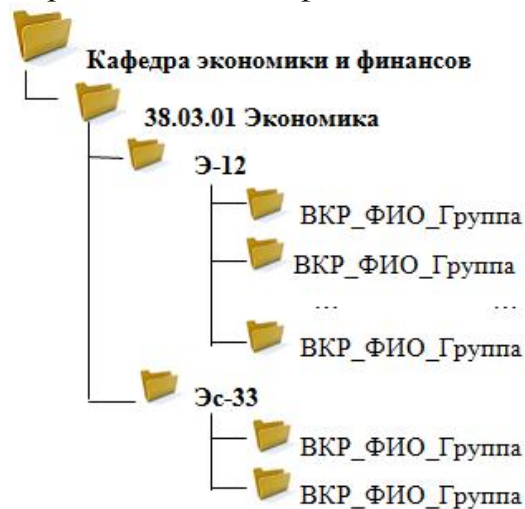 Кафедра экономики и финансов
38.03.01 Экономика
Э-12
ВКР_ФИО_Группа
ВКР_ФИО_Группа
... ...
ВКР_ФИО_Группа
Эс-33
ВКР_ФИО_Группа
ВКР_ФИО_Группа